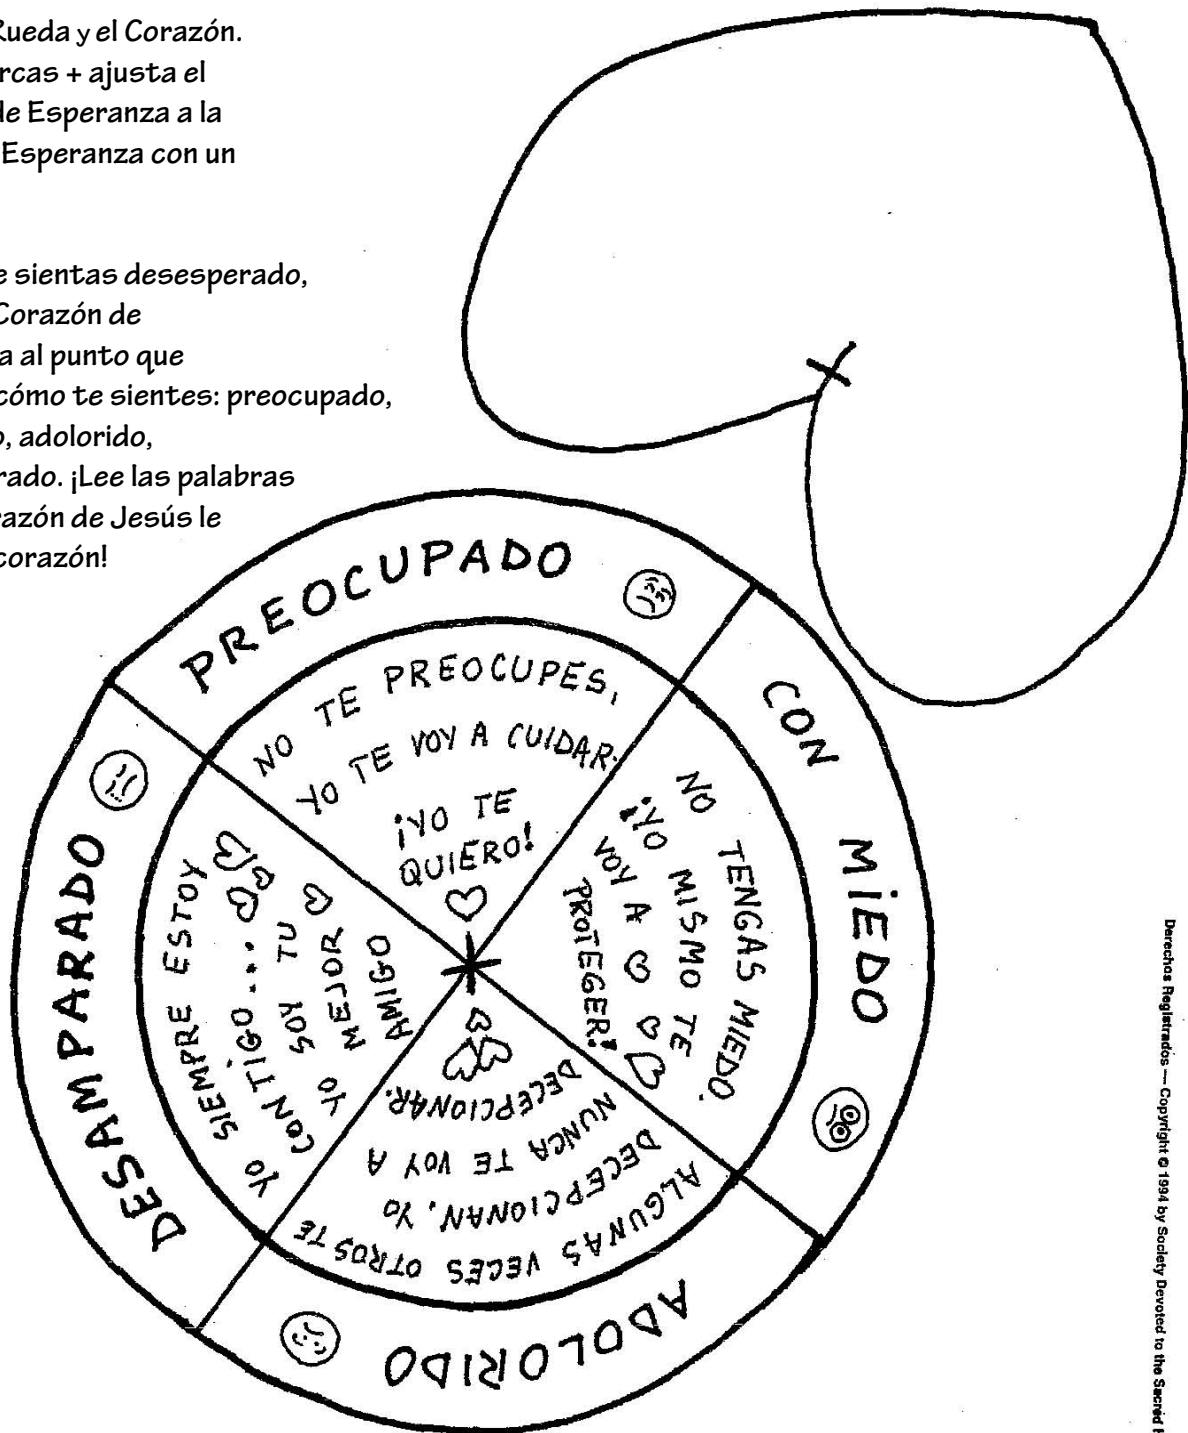 Rueda y el Corazón.
rcas + ajusta el
de Esperanza a la
Esperanza con un
e sientas desesperado,
Corazón de
a al punto que
cómo te sientes: preocupado,
o, adolorido,
rado. ¡Lee las palabras
razón de Jesús le
corazón!
PREOCUPADO
NO TE PREOCUPES,
YO TE VOY A CUIDAR.
¡YO TE
QUIERO!
CON MIEDO
NO TENGAS MIEDO.
¡YO MISMO TE
VOY A
PROTEGER!
ADOLORIDO
ALGUNAS VECES OTROS TE
DECEPCIONAN, YO
NUNCA TE VOY A
DECEPCIONAR.
DESAMPARADO
YO SIEMPRE ESTOY
CONTIGO...
YO SOY TU
MEJOR
AMIGO
Derechos Registrados — Copyright © 1994 by Society Devoted to the Sacred